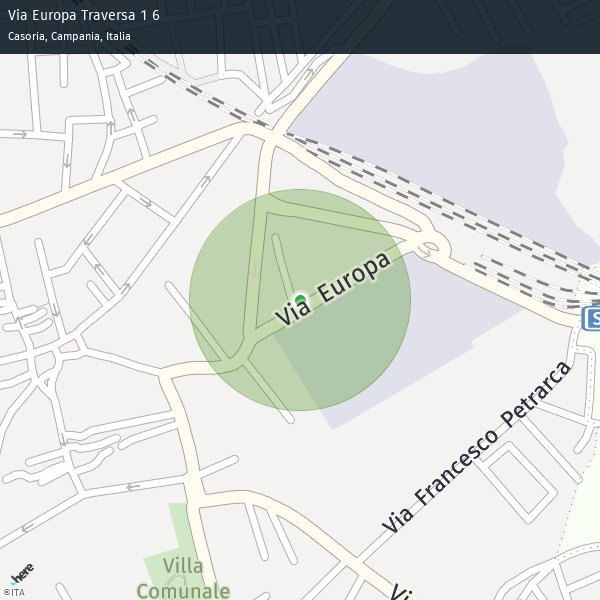 Via Europa Traversa 1 6
Casoria, Campania, Italia
Via Europa
S
Via Francesco Petrarca
Villa
Comunale
Vi
here
©ITA